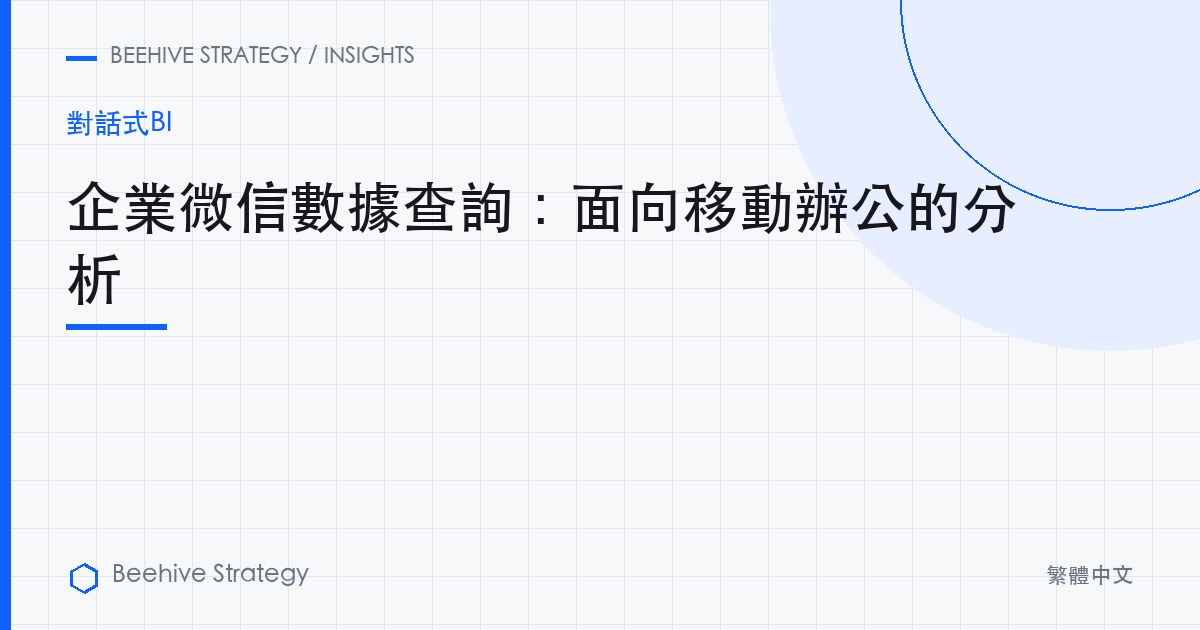 BEEHIVE STRATEGY / INSIGHTS
對話式BI
企業微信數據查詢：面向移動辦公的分
析
Beehive Strategy
繁體中文